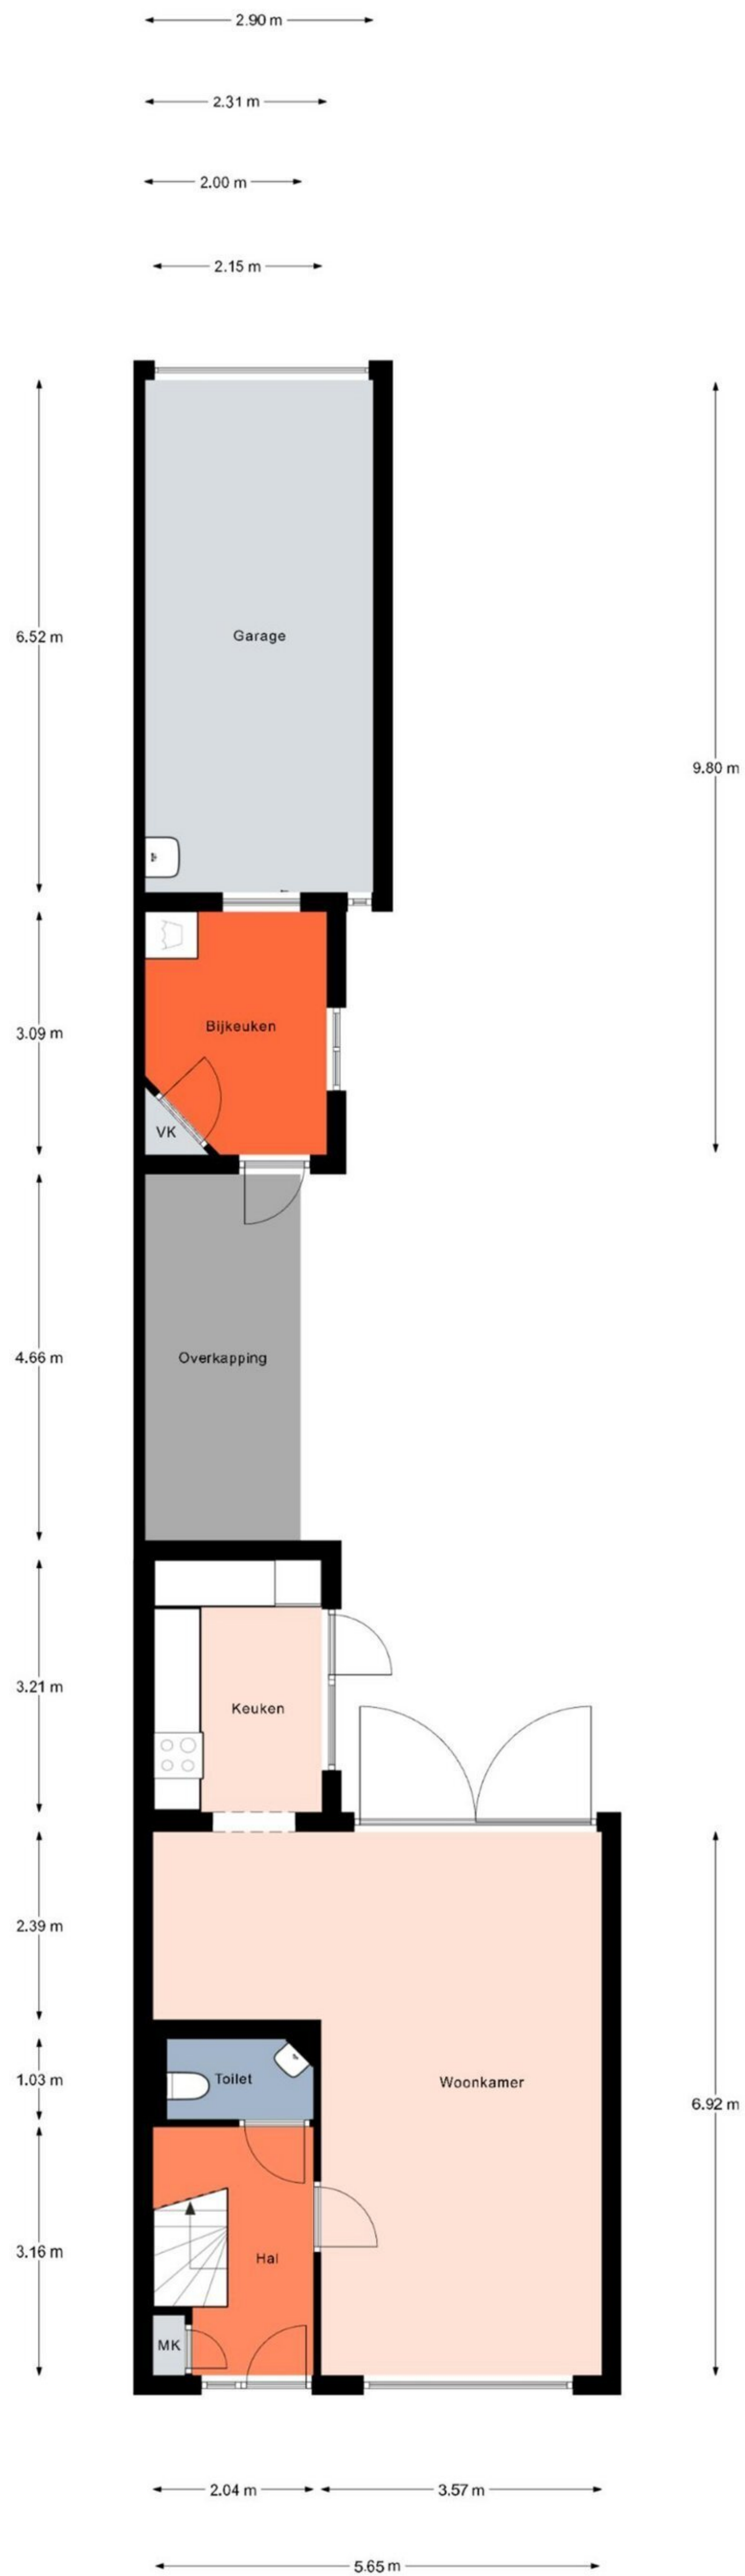 2.90 m
2.31 m
2.00 m
2.15 m
Garage
6.52 m
9.80 m
Bijkeuken
3.09 m
VK
Overkapping
4.66 m
3.21 m
Keuken
2.39 m
Toilet
1.03 m
Woonkamer
6.92 m
3.16 m
Hal
MK
2.04 m
3.57 m
5.65 m